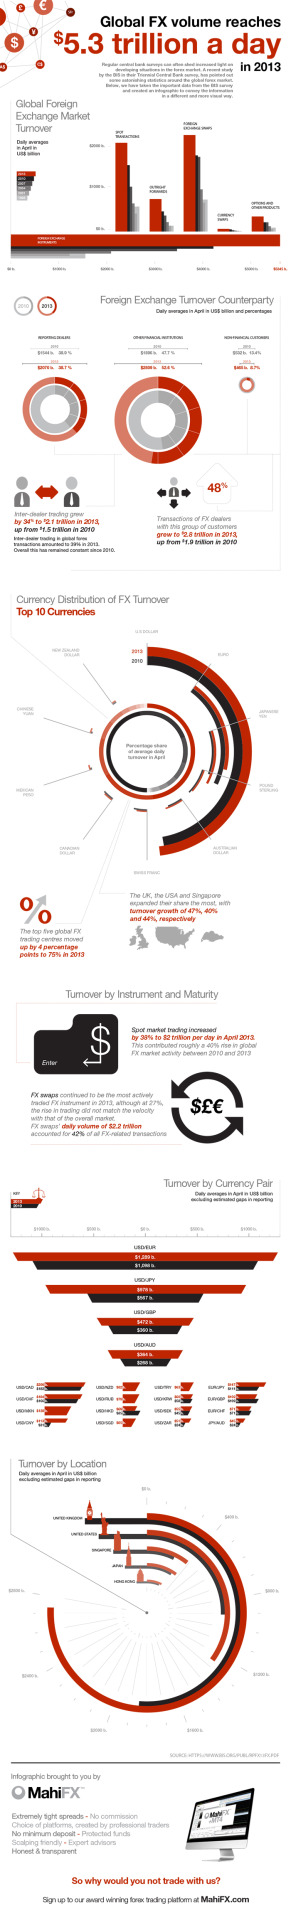 Global FX volume reaches
$5.3 trillion a day
in 2013
Regular central bank surveys can often shed increased light on
developing situations in the forex market. A recent study
by the BIS in their Triennial Central Bank survey, has pointed out
some astonishing statistics around the global forex market.
Below, we have taken the important data from the BIS survey
and created an infographic to convey the information
in a different and more visual way.
Global Foreign
Exchange Market
Turnover
Daily averages
in April in
US$ billion
SPOT
TRANSACTIONS
OUTRIGHT
FORWARDS
FOREIGN
EXCHANGE SWAPS
CURRENCY
SWAPS
OPTIONS AND
OTHER PRODUCTS
$2000 b.
$1000 b.
$0 b.
FOREIGN EXCHANGE
INSTRUMENTS
2010
2013
Foreign Exchange Turnover Counterparty
Daily averages in April in US$ billion and percentages
REPORTING DEALERS
OTHER FINANCIAL INSTITUTIONS
NON-FINANCIAL CUSTOMERS
48%
Inter-dealer trading grew
by 34% to $2.1 trillion in 2013,
up from $1.5 trillion in 2010
Inter-dealer trading in global forex
transactions amounted to 39% in 2013.
Overall this has remained constant since 2010.
Transactions of FX dealers
with this group of customers
grew to $2.8 trillion in 2013,
up from $1.9 trillion in 2010
Currency Distribution of FX Turnover
Top 10 Currencies
U.S DOLLAR
2013
2010
EURO
NEW ZEALAND
DOLLAR
JAPANESE
YEN
CHINESE
YUAN
Percentage share
of average daily
turnover in April
MEXICAN
PESO
POUND
STERLING
CANADIAN
DOLLAR
AUSTRALIAN
DOLLAR
SWISS FRANC
%
The top five global FX
trading centres moved
up by 4 percentage
points to 75% in 2013
The UK, the USA and Singapore
expanded their share the most, with
turnover growth of 47%, 40%
and 44%, respectively
Turnover by Instrument and Maturity
$
Enter
Spot market trading increased
by 38% to $2 trillion per day in April 2013.
This contributed roughly a 40% rise in global
FX market activity between 2010 and 2013
FX swaps continued to be the most actively
traded FX instrument in 2013, although at 27%,
the rise in trading did not match the velocity
with that of the overall market.
FX swaps' daily volume of $2.2 trillion
accounted for 42% of all FX-related transactions
$£€
Turnover by Currency Pair
Daily averages in April in US$ billion
excluding estimated gaps in reporting
KEY
2013
2010
$1000 b.
$500 b.
$0 b.
$500 b.
$1000 b.
USD/EUR
$1,289 b.
$1,098 b.
USD/JPY
$978 b.
$567 b.
USD/GBP
$472 b.
$360 b.
USD/AUD
$364 b.
$248 b.
USD/CAD
USD/NZD
USD/TRY
EUR/JPY
USD/CHF
USD/RUB
USD/KRW
EUR/GBP
USD/MXN
USD/HKD
USD/SEK
EUR/CHF
USD/CNY
USD/SGD
USD/ZAR
JPY/AUD
Turnover by Location
Daily averages in April in US$ billion
excluding estimated gaps in reporting
$0 b.
UNITED KINGDOM
UNITED STATES
SINGAPORE
JAPAN
HONG KONG
Infographic brought to you by
MahiFX
Extremely tight spreads - No commission
Choice of platforms, created by professional traders
No minimum deposit - Protected funds
Scalping friendly - Expert advisors
Honest & transparent
So why would you not trade with us?
Sign up to our award winning forex trading platform at MahiFX.com